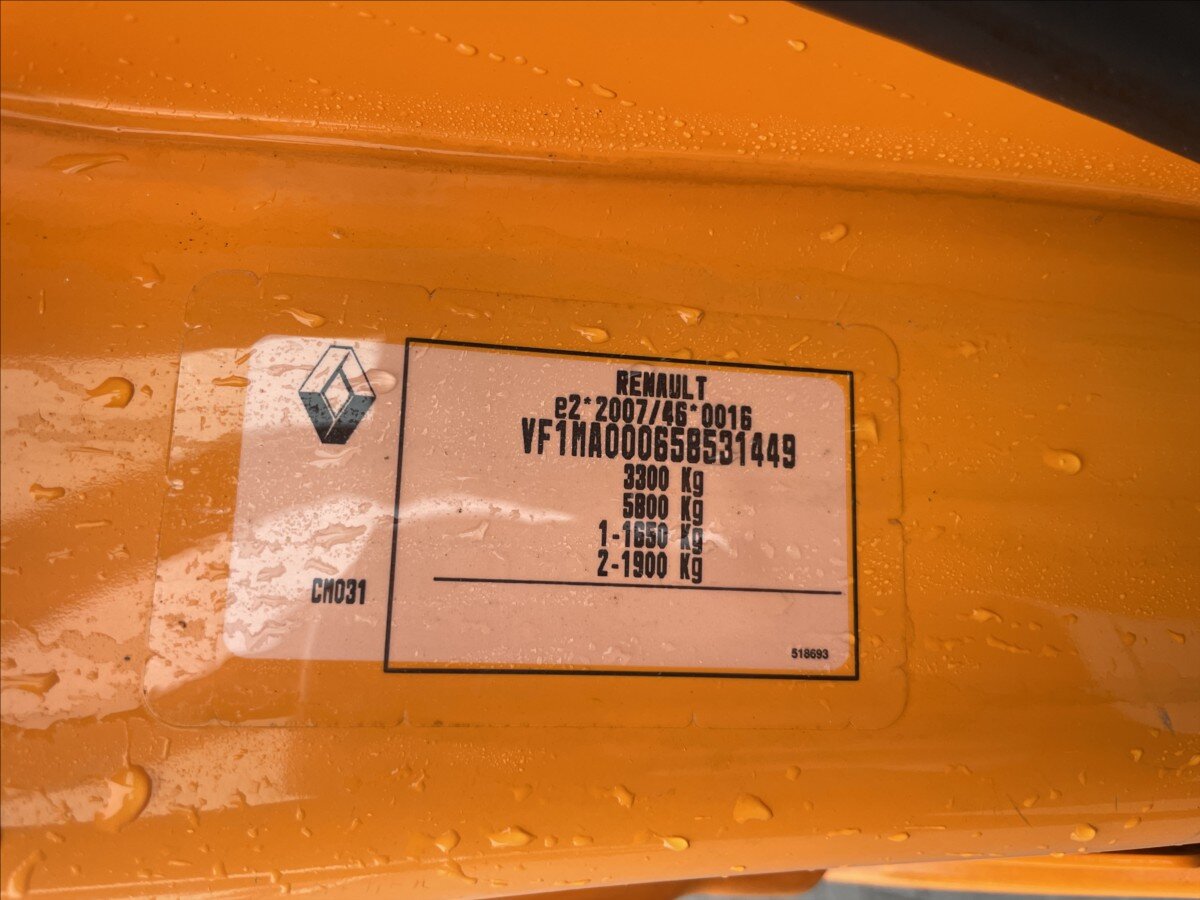 RENAULT
e2*2007/46*0016
VF1MA000658531449
3300 Kg
5800 Kg
1-1650 Kg
2-1900 Kg
CM031
518693